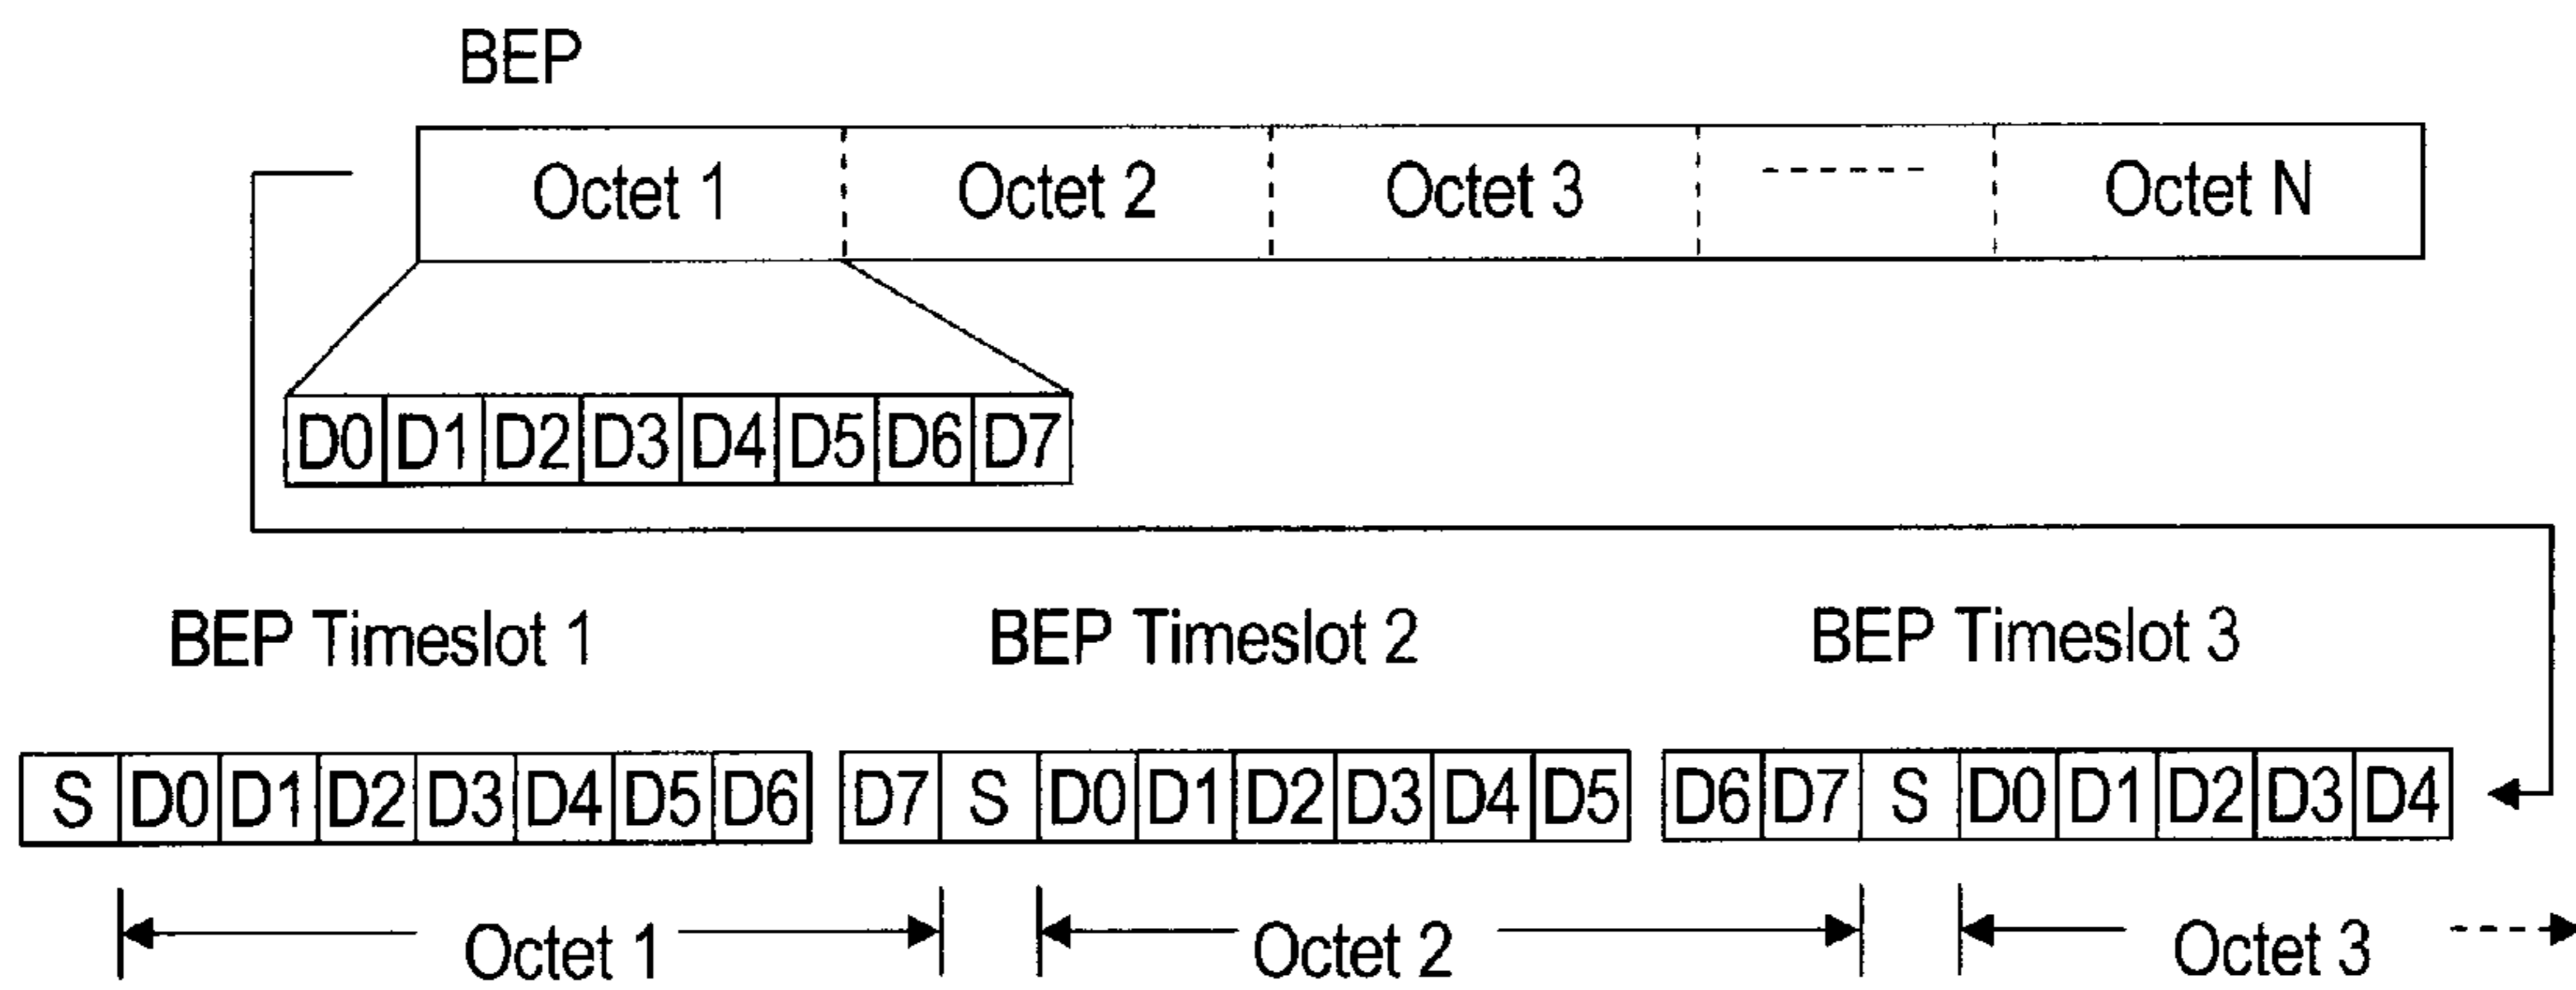 BEP
Octet 1 Octet 2 Octet 3 Octet N
D0 D1 D2 D3 D4 D5 D6 D7
BEP Timeslot 1 BEP Timeslot 2 BEP Timeslot 3
S D0 D1 D2 D3 D4 D5 D6 D7 S D0 D1 D2 D3 D4 D5 D6 D7 S D0 D1 D2 D3 D4
Octet 1 Octet 2 Octet 3